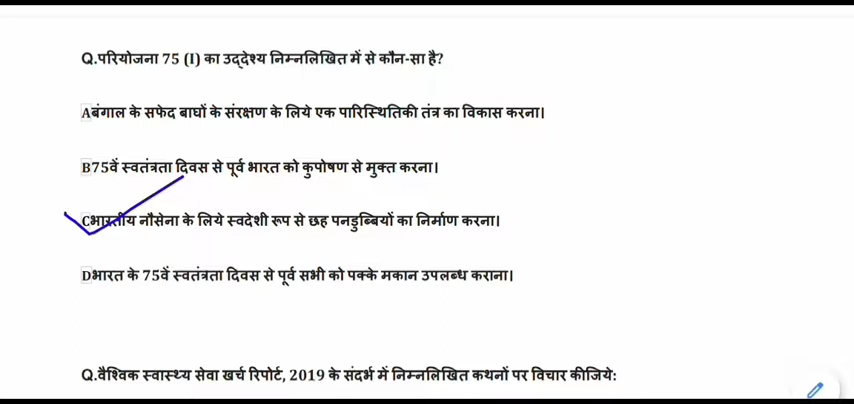 Q.परियोजना 75 (I) का उद्देश्य निम्नलिखित में से कौन-सा है?
Aबंगाल के सफेद बाघों के संरक्षण के लिये एक पारिस्थितिकी तंत्र का विकास करना।
B75वें स्वतंत्रता दिवस से पूर्व भारत को कुपोषण से मुक्त करना।
Cभारतीय नौसेना के लिये स्वदेशी रूप से छह पनडुब्बियों का निर्माण करना।
Dभारत के 75वें स्वतंत्रता दिवस से पूर्व सभी को पक्के मकान उपलब्ध कराना।
Q.वैश्विक स्वास्थ्य सेवा खर्च रिपोर्ट, 2019 के संदर्भ में निम्नलिखित कथनों पर विचार कीजिये: